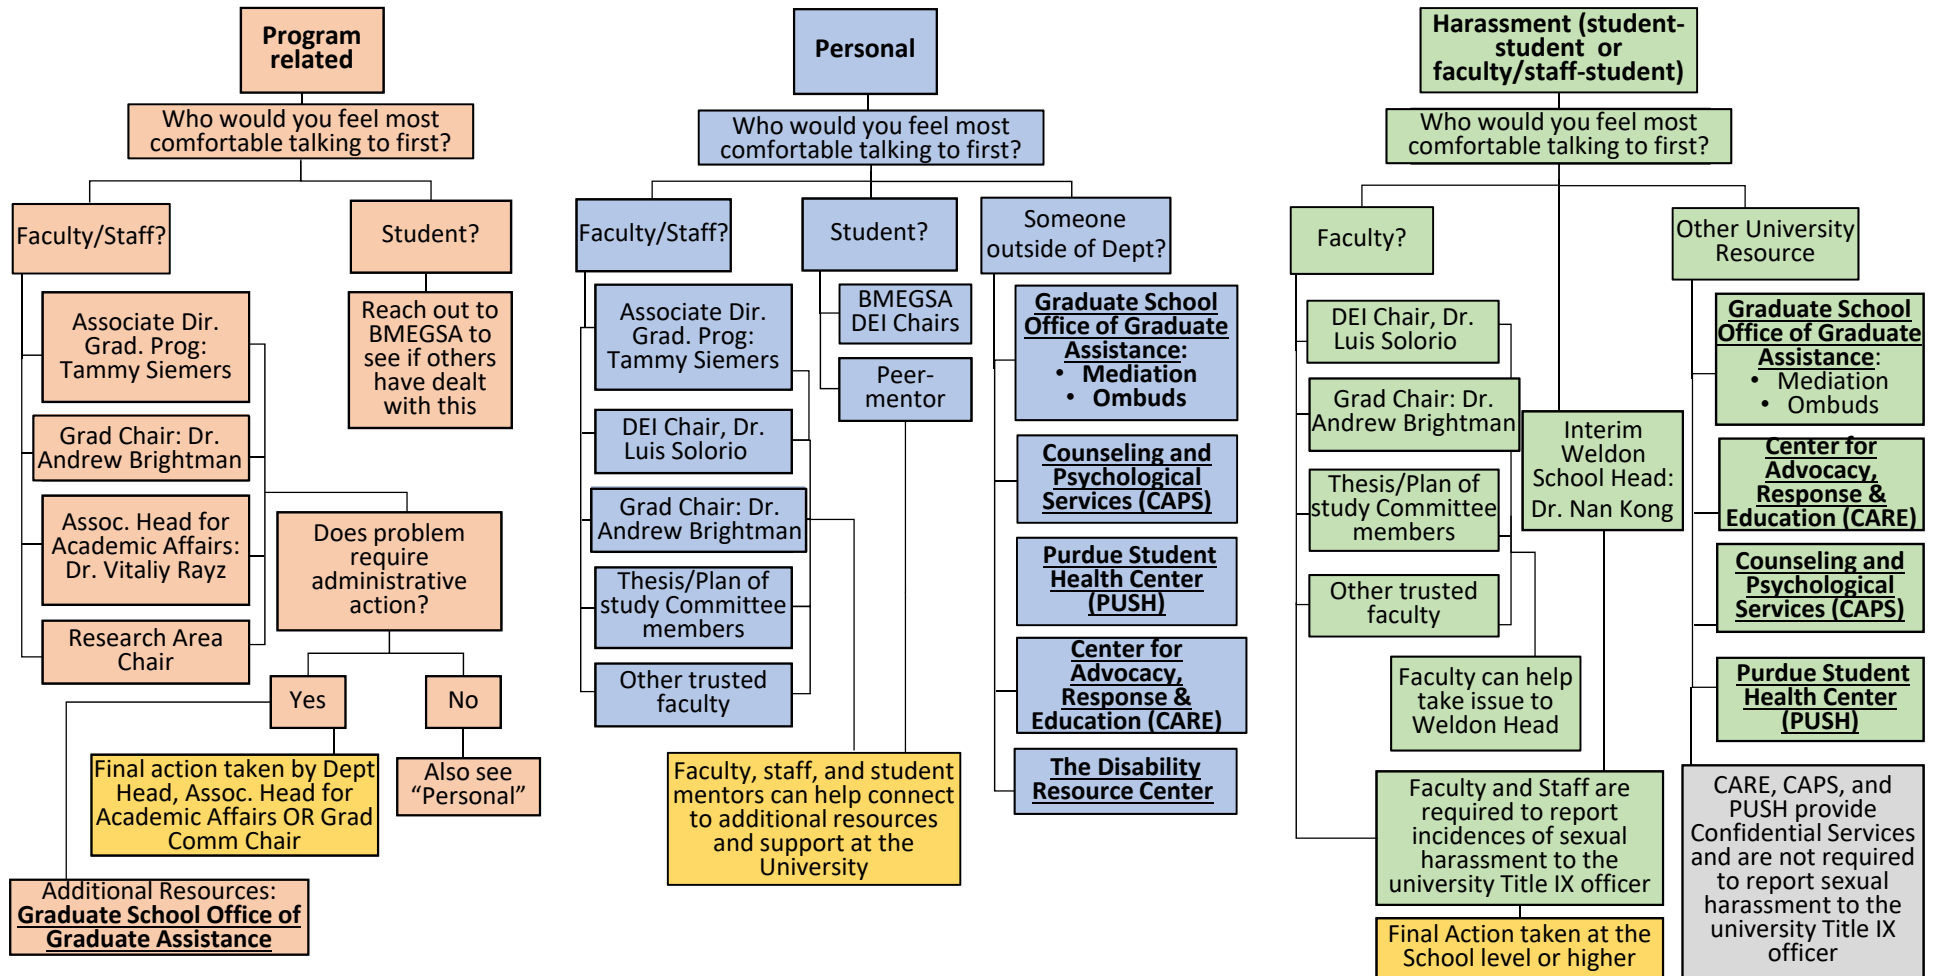 Program
related
Who would you feel most
comfortable talking to first?
Faculty/Staff?
Student?
Associate Dir.
Grad. Prog:
Tammy Siemers
Grad Chair: Dr.
Andrew Brightman
Assoc. Head for
Academic Affairs:
Dr. Vitaliy Rayz
Research Area
Chair
Reach out to
BMEGSA to
see if others
have dealt
with this
Does problem
require
administrative
action?
Yes
No
Final action taken by Dept
Head, Assoc. Head for
Academic Affairs OR Grad
Comm Chair
Also see
“Personal”
Additional Resources:
Graduate School Office of
Graduate Assistance
Personal
Who would you feel most
comfortable talking to first?
Faculty/Staff?
Student?
Someone
outside of Dept?
Associate Dir.
Grad. Prog:
Tammy Siemers
DEI Chair, Dr.
Luis Solorio
Grad Chair: Dr.
Andrew Brightman
Thesis/Plan of
study Committee
members
Other trusted
faculty
BMEGSA
DEI Chairs
Peer-
mentor
Graduate School
Office of Graduate
Assistance:
• Mediation
• Ombuds
Counseling and
Psychological
Services (CAPS)
Purdue Student
Health Center
(PUSH)
Center for
Advocacy,
Response &
Education (CARE)
The Disability
Resource Center
Faculty, staff, and student
mentors can help connect
to additional resources
and support at the
University
Harassment (student-
student or
faculty/staff-student)
Who would you feel most
comfortable talking to first?
Faculty?
Other University
Resource
DEI Chair, Dr.
Luis Solorio
Grad Chair: Dr.
Andrew Brightman
Thesis/Plan of
study Committee
members
Other trusted
faculty
Interim
Weldon
School Head:
Dr. Nan Kong
Faculty can help
take issue to
Weldon Head
Faculty and Staff are
required to report
incidences of sexual
harassment to the
university Title IX officer
Final Action taken at the
School level or higher
Graduate School
Office of Graduate
Assistance:
• Mediation
• Ombuds
Center for
Advocacy,
Response &
Education (CARE)
Counseling and
Psychological
Services (CAPS)
Purdue Student
Health Center
(PUSH)
CARE, CAPS, and
PUSH provide
Confidential Services
and are not required
to report sexual
harassment to the
university Title IX
officer